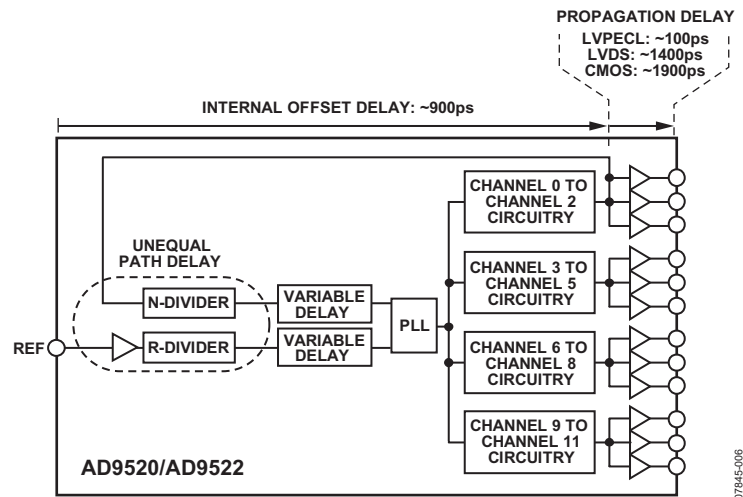 PROPAGATION DELAY
LVPECL: ~100ps
LVDS: ~1400ps
CMOS: ~1900ps
INTERNAL OFFSET DELAY: ~900ps
CHANNEL 0 TO
CHANNEL 2
CIRCUITRY
UNEQUAL
PATH DELAY
N-DIVIDER
VARIABLE
DELAY
CHANNEL 3 TO
CHANNEL 5
CIRCUITRY
PLL
REF
R-DIVIDER
VARIABLE
DELAY
CHANNEL 6 TO
CHANNEL 8
CIRCUITRY
CHANNEL 9 TO
CHANNEL 11
CIRCUITRY
AD9520/AD9522
07845-006